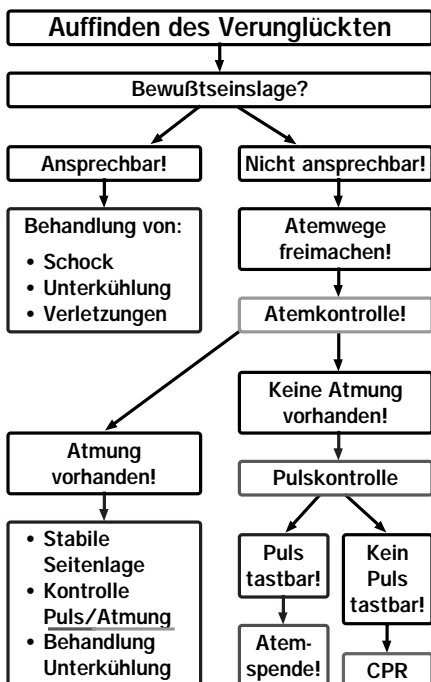 Auffinden des Verunglückten
Bewußtseinslage?
Ansprechbar!
Nicht ansprechbar!
Behandlung von:
• Schock
• Unterkühlung
• Verletzungen
Atemwege
freimachen!
Atemkontrolle!
Keine Atmung
vorhanden!
Atmung
vorhanden!
Pulskontrolle
• Stabile
Seitenlage
• Kontrolle
Puls/Atmung
• Behandlung
Unterkühlung
Puls
tastbar!
Kein
Puls
tastbar!
Atem-
spende!
CPR